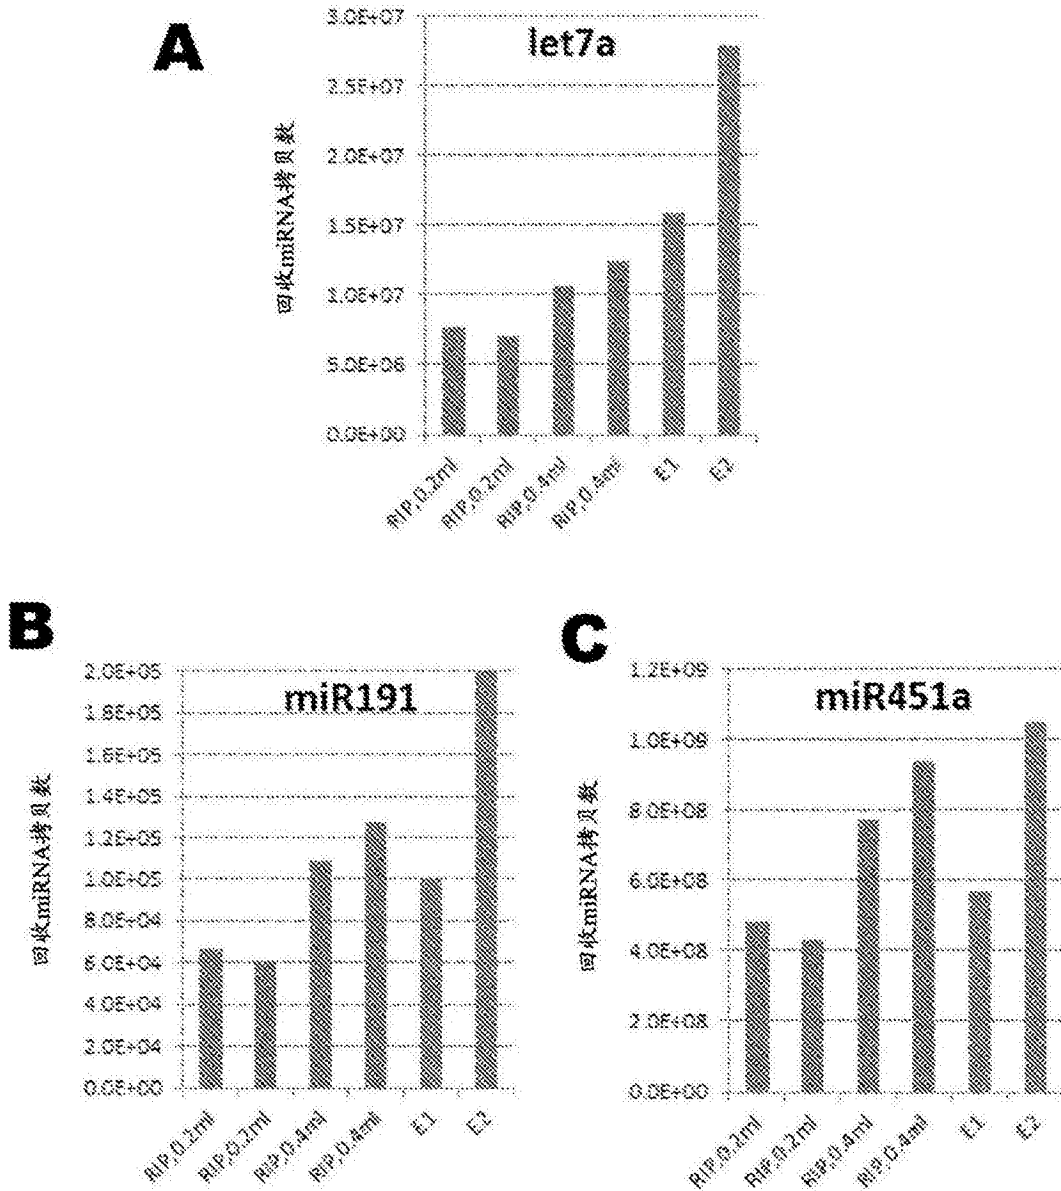 A
let7a
回收miRNA拷贝数
3.0E+07
2.5E+07
2.0E+07
1.5E+07
1.0E+07
5.0E+06
0.0E+00
RIP,0.2ml
RIP,0.2ml
RIP,0.4ml
RIP,0.4ml
E1
E2
B
miR191
回收miRNA拷贝数
2.0E+05
1.8E+05
1.6E+05
1.4E+05
1.2E+05
1.0E+05
8.0E+04
6.0E+04
4.0E+04
2.0E+04
0.0E+00
RIP,0.2ml
RIP,0.2ml
RIP,0.4ml
RIP,0.4ml
E1
E2
C
miR451a
回收miRNA拷贝数
1.2E+09
1.0E+09
8.0E+08
6.0E+08
4.0E+08
2.0E+08
0.0E+00
RIP,0.2ml
RIP,0.2ml
RIP,0.4ml
RIP,0.4ml
E1
E2